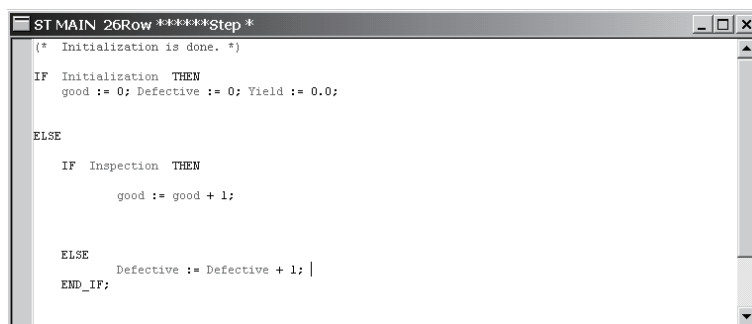 ST MAIN 26Row ******Step *
(* Initialization is done. *)
IF Initialization THEN
good := 0; Defective := 0; Yield := 0.0;
ELSE
IF Inspection THEN
good := good + 1;
ELSE
Defective := Defective + 1;
END_IF;